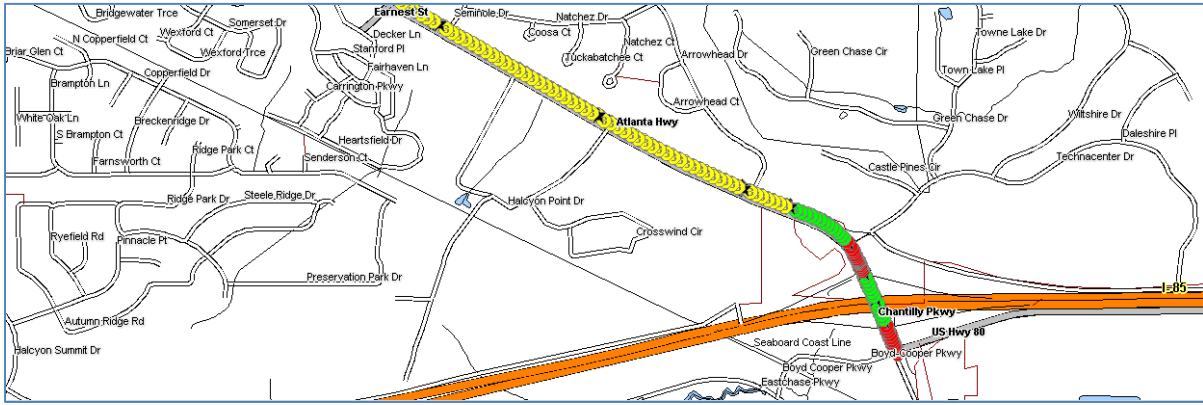 Earnest St
Seminole Dr
Natchez Dr
Bridgewater Trce
Somerset Dr
Towne Lake Dr
Wexford Ct
Decker Ln
Coosa Ct
N Copperfield Ct
Natchez Ct
Stanford Pl
Briar Glen Ct
Wexford Trce
Tuckabatchee Ct
Arrowhead Dr
Green Chase Cir
Fairhaven Ln
Town Lake Pl
Copperfield Dr
Brampton Ln
Carrington Pkwy
Arrowhead Ct
White Oak Ln
Breckenridge Dr
Atlanta Hwy
Green Chase Dr
Wiltshire Dr
S Brampton Ct
Heartsfield Dr
Daleshire Pl
Ridge Park Ct
Farnsworth Ct
Senderson Ct
Technacenter Dr
Castle Pines Cir
Ridge Park Dr
Steele Ridge Dr
Halcyon Point Dr
Ryefield Rd
Pinnacle Pt
Crosswind Cir
Preservation Park Dr
I-85
Chantilly Pkwy
Autumn Ridge Rd
US Hwy 80
Seaboard Coast Line
Halcyon Summit Dr
Boyd-Cooper Pkwy
Boyd Cooper Pkwy
Eastchase Pkwy